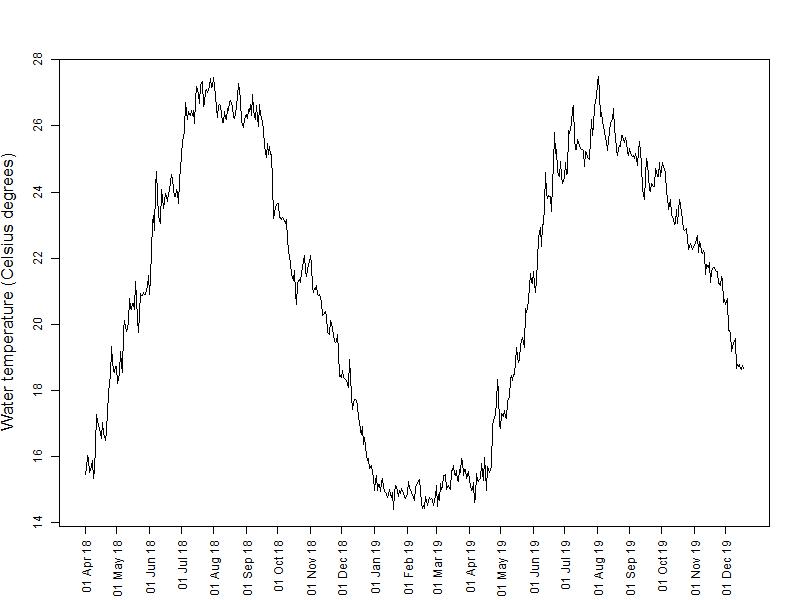 Water temperature (Celsius degrees)
28
26
24
22
20
18
16
14
01 Apr 18
01 May 18
01 Jun 18
01 Jul 18
01 Aug 18
01 Sep 18
01 Oct 18
01 Nov 18
01 Dec 18
01 Jan 19
01 Feb 19
01 Mar 19
01 Apr 19
01 May 19
01 Jun 19
01 Jul 19
01 Aug 19
01 Sep 19
01 Oct 19
01 Nov 19
01 Dec 19